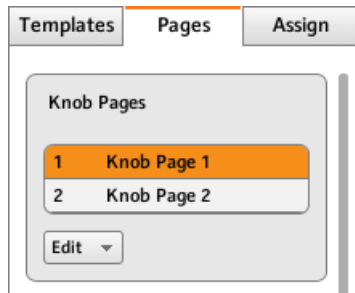 Templates Pages Assign
Knob Pages
1 Knob Page 1
2 Knob Page 2
Edit